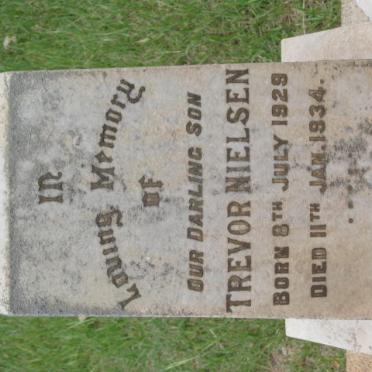 IN
Loving Memory
OF
OUR DARLING SON
TREVOR NIELSEN
BORN 8TH JULY 1929
DIED 11TH JAN. 1934.